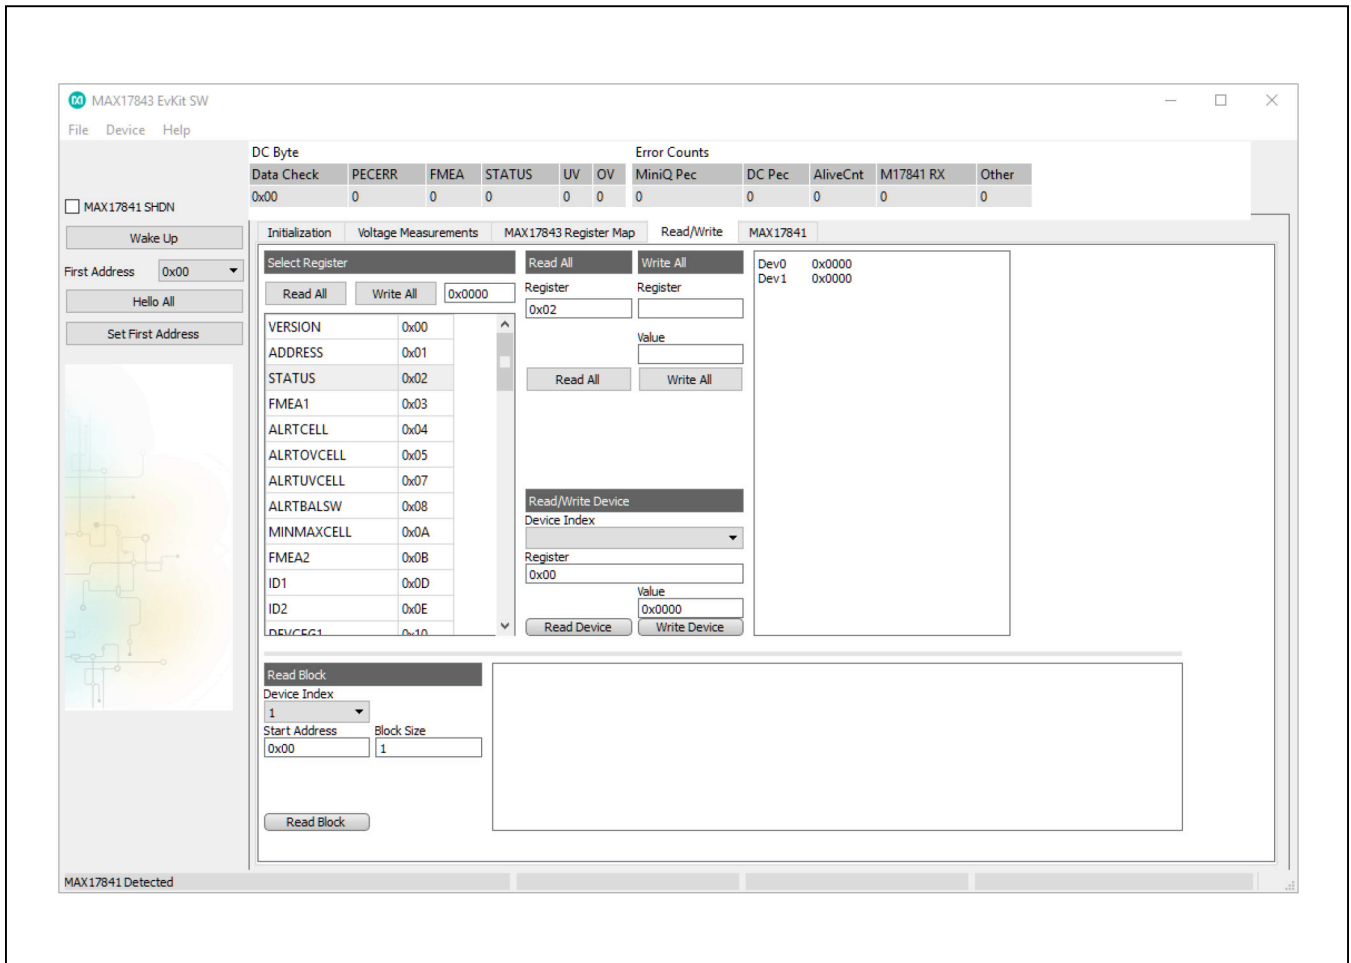 MAX17843 EvKit SW
File Device Help
DC Byte Error Counts
Data Check PECERR FMEA STATUS UV OV MiniQ Pec DC Pec AliveCnt M17841 RX Other
0x00 0 0 0 0 0 0 0 0 0 0
MAX17841 SHDN
Wake Up
First Address 0x00
Hello All
Set First Address
Initialization Voltage Measurements MAX17843 Register Map Read/Write MAX17841
Select Register
Read All Write All 0x0000
VERSION 0x00
ADDRESS 0x01
STATUS 0x02
FMEA1 0x03
ALRTCELL 0x04
ALRTOVCELL 0x05
ALRTUVCELL 0x07
ALRTBALSW 0x08
MINMAXCELL 0x0A
FMEA2 0x0B
ID1 0x0D
ID2 0x0E
DEVCFG1 0x10
Read All Write All
Register Register
0x02
Value
Read All Write All
Read/Write Device
Device Index
Register
0x00
Value
0x0000
Read Device Write Device
Dev0 0x0000
Dev1 0x0000
Read Block
Device Index
1
Start Address Block Size
0x00 1
Read Block
MAX17841 Detected